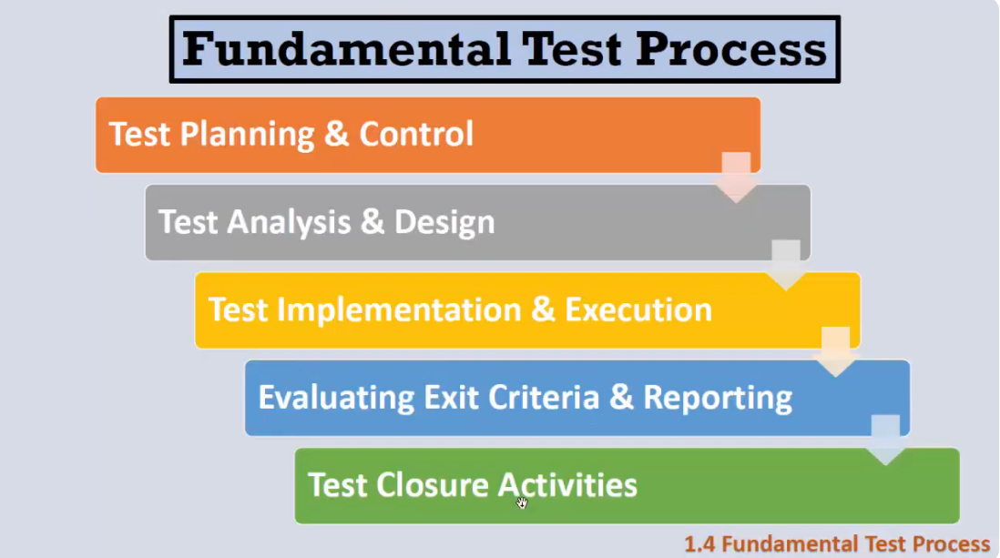 Fundamental Test Process
Test Planning & Control
Test Analysis & Design
Test Implementation & Execution
Evaluating Exit Criteria & Reporting
Test Closure Activities
1.4 Fundamental Test Process